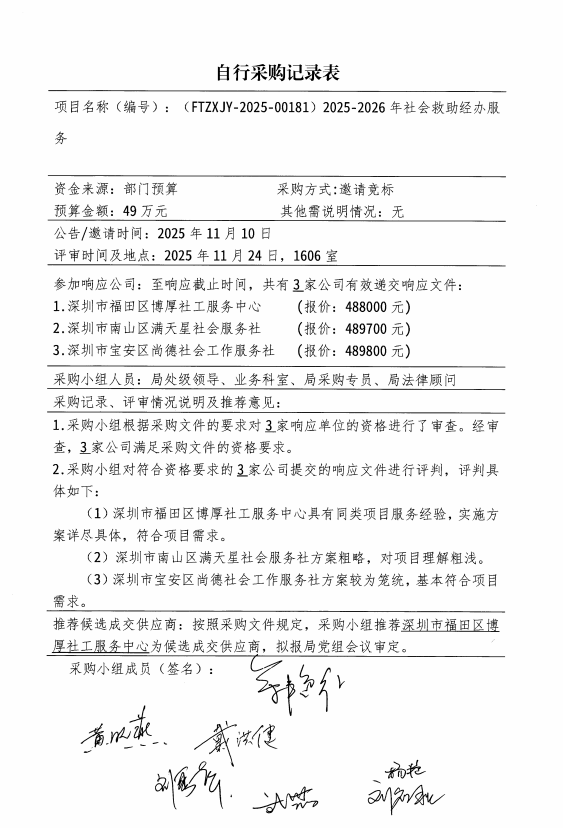 自行采购记录表
项目名称（编号）：（FTZXJY-2025-00181）2025-2026 年社会救助经办服
务
资金来源：部门预算 采购方式:邀请竞标
预算金额：49 万元 其他需说明情况：无
公告/邀请时间：2025 年 11 月 10 日
评审时间及地点：2025 年 11 月 24 日，1606 室
参加响应公司：至响应截止时间，共有 3 家公司有效递交响应文件：
1.深圳市福田区博厚社工服务中心 （报价：488000 元）
2.深圳市南山区满天星社会服务社 （报价：489700 元）
3.深圳市宝安区尚德社会工作服务社 （报价：489800 元）
采购小组人员：局处级领导、业务科室、局采购专员、局法律顾问
采购记录、评审情况说明及推荐意见：
1.采购小组根据采购文件的要求对 3 家响应单位的资格进行了审查。经审
查，3 家公司满足采购文件的资格要求。
2.采购小组对符合资格要求的 3 家公司提交的响应文件进行评判，评判具
体如下：
（1）深圳市福田区博厚社工服务中心具有同类项目服务经验，实施方
案详尽具体，符合项目需求。
（2）深圳市南山区满天星社会服务社方案粗略，对项目理解粗浅。
（3）深圳市宝安区尚德社会工作服务社方案较为笼统，基本符合项目
需求。
推荐候选成交供应商：按照采购文件规定，采购小组推荐深圳市福田区博
厚社工服务中心为候选成交供应商，拟报局党组会议审定。
采购小组成员（签名）：
戴洪健